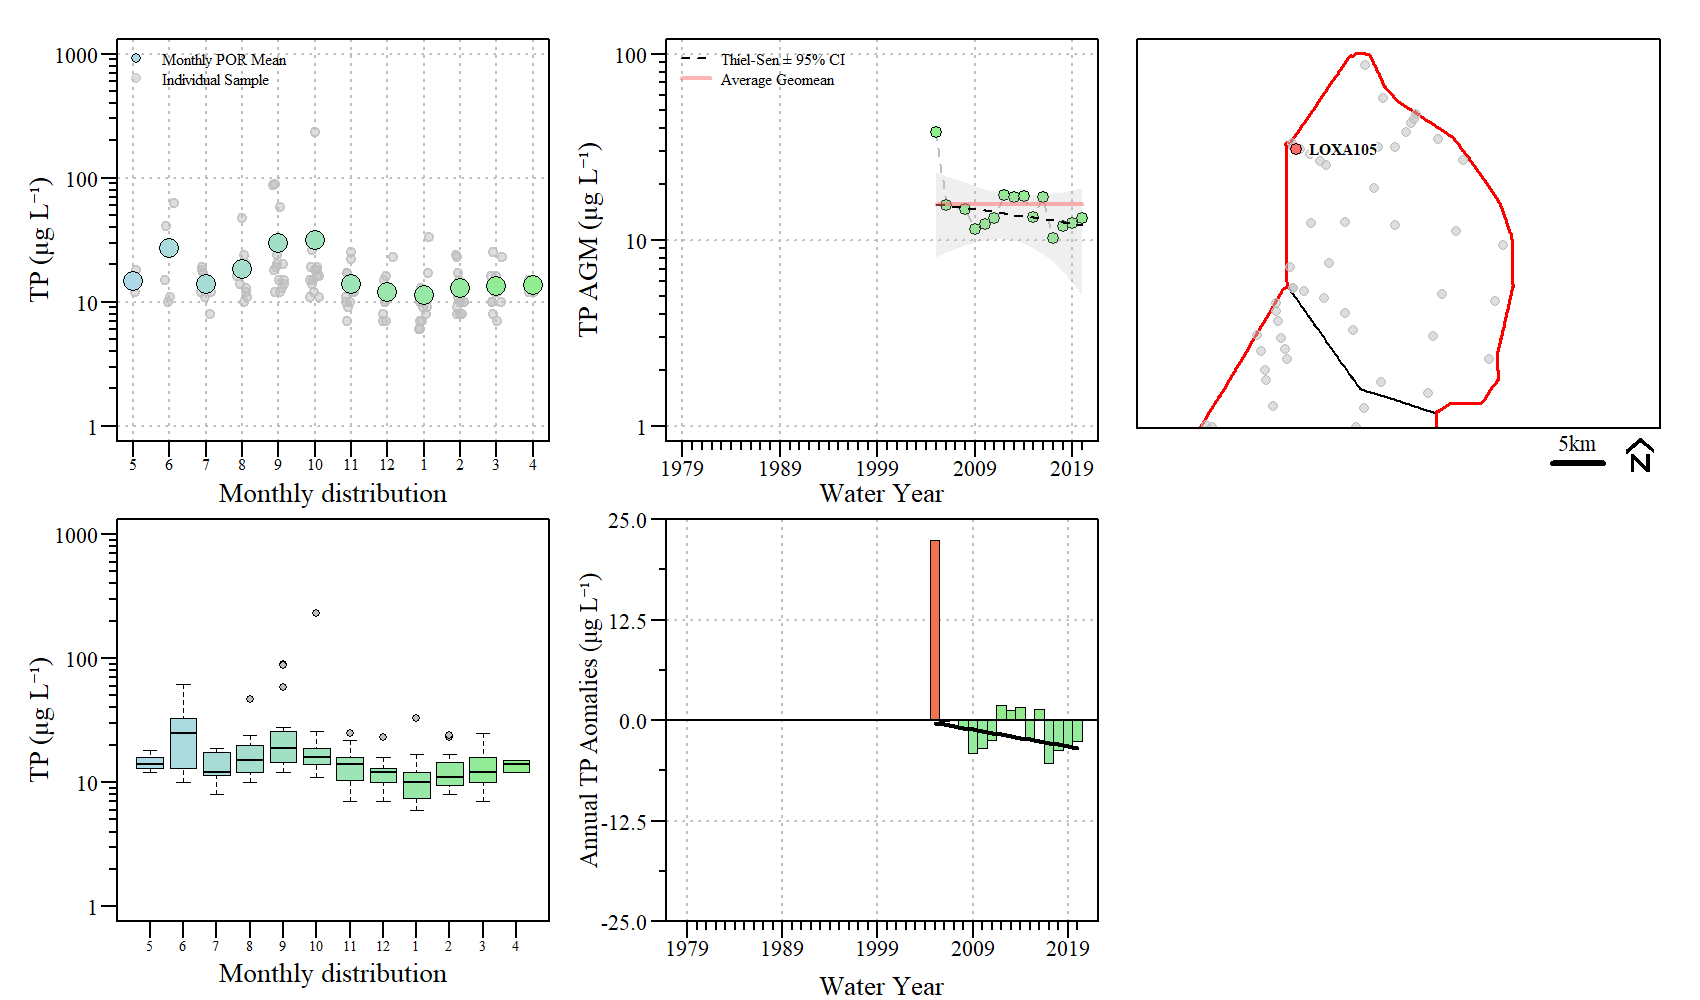 1000
100
10
1
TP (µg L⁻¹)
Monthly POR Mean
Individual Sample
5 6 7 8 9 10 11 12 1 2 3 4
Monthly distribution
100
10
1
TP AGM (µg L⁻¹)
Thiel-Sen ± 95% CI
Average Geomean
1979 1989 1999 2009 2019
Water Year
LOXA105
5km
N
1000
100
10
1
TP (µg L⁻¹)
5 6 7 8 9 10 11 12 1 2 3 4
Monthly distribution
25.0
12.5
0.0
-12.5
-25.0
Annual TP Aomalies (µg L⁻¹)
1979 1989 1999 2009 2019
Water Year